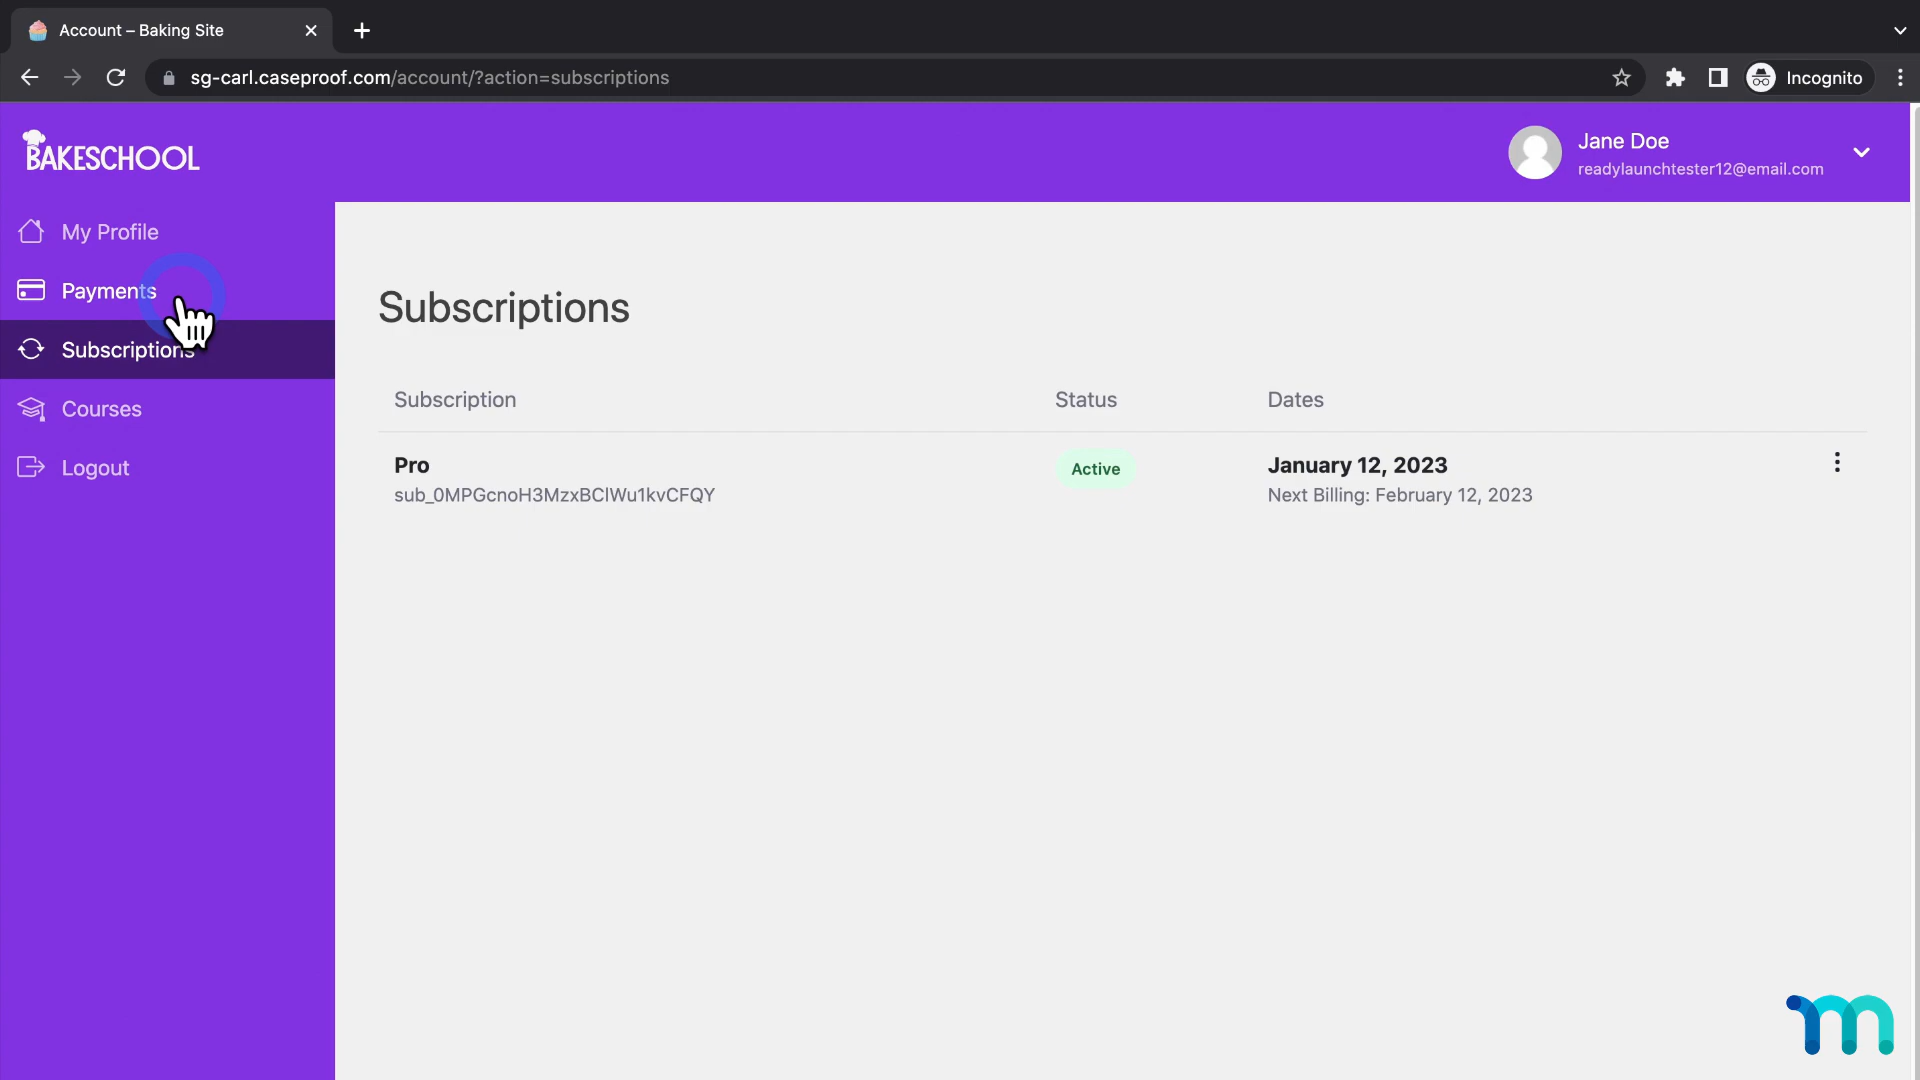 Account – Baking Site
sg-carl.caseproof.com/account/?action=subscriptions
Incognito
BAKESCHOOL
Jane Doe
readylaunchtester12@email.com
My Profile
Payments
Subscriptions
Courses
Logout
Subscriptions
Subscription Status Dates
Pro Active January 12, 2023
sub_0MPGcnoH3MzxBClWu1kvCFQY Next Billing: February 12, 2023